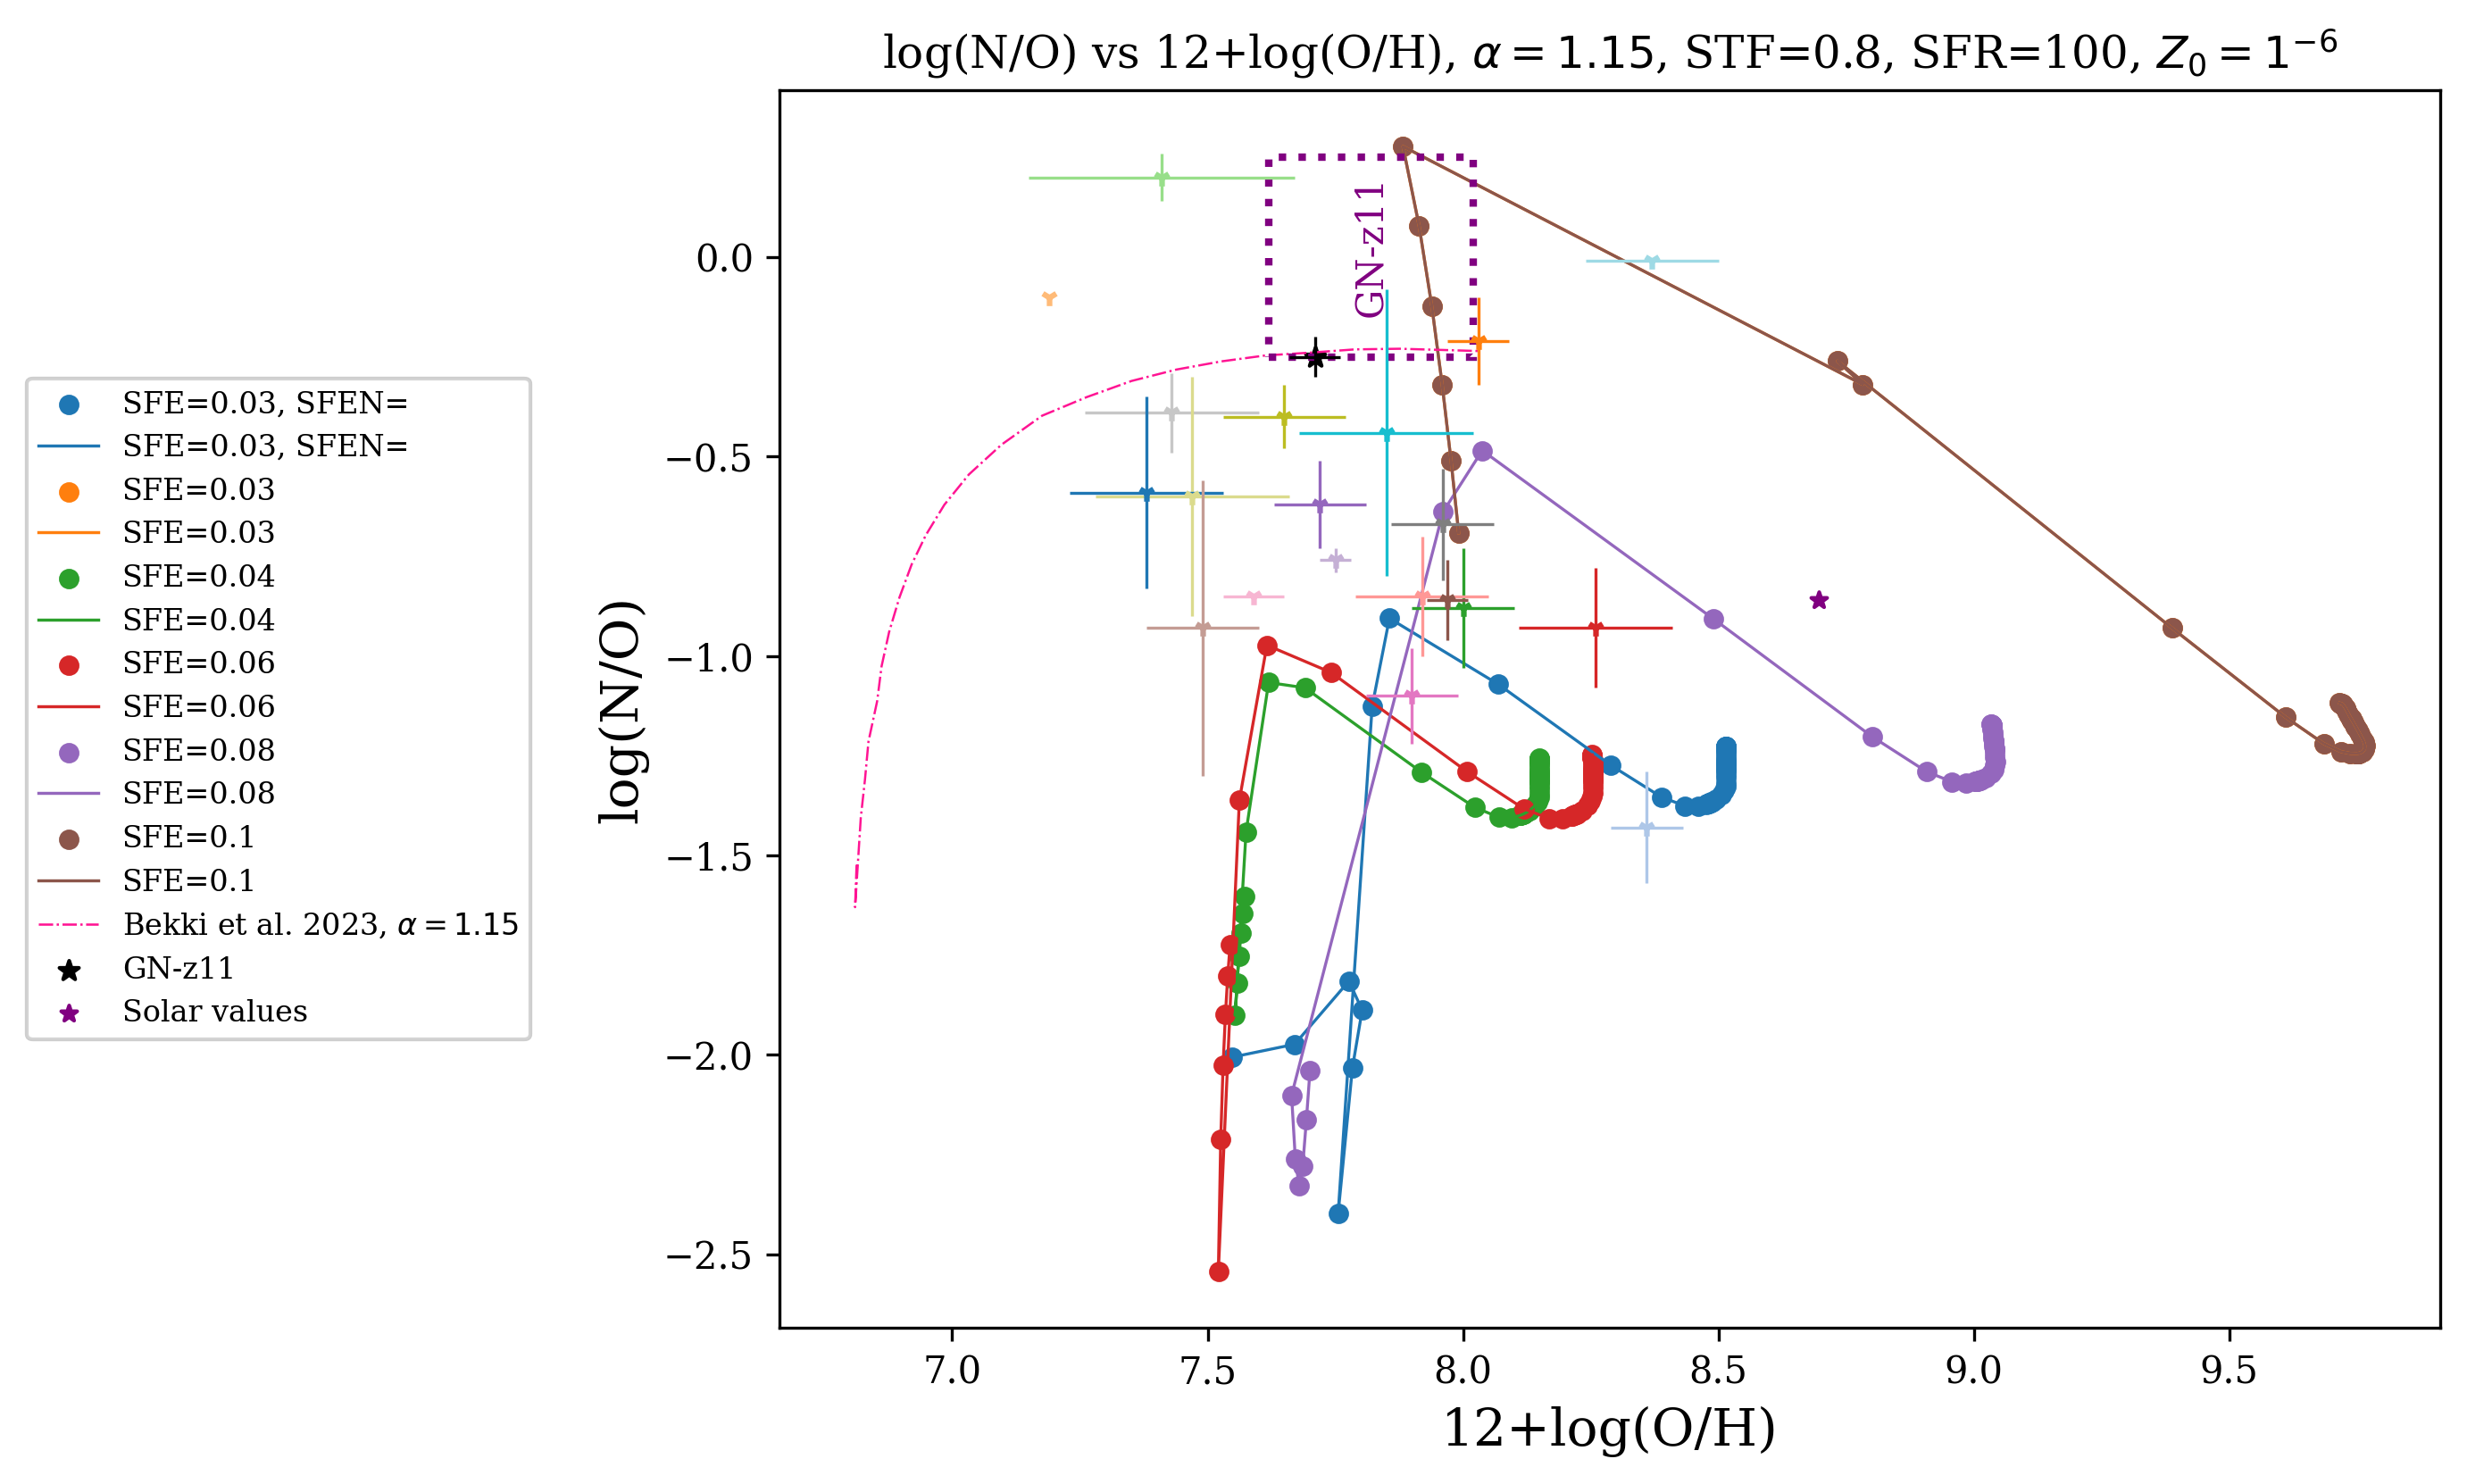 log(N/O) vs 12+log(O/H), α = 1.15, STF=0.8, SFR=100, Z₀ = 1⁻⁶
GN-z11
0.0
−0.5
−1.0
−1.5
−2.0
−2.5
log(N/O)
7.0 7.5 8.0 8.5 9.0 9.5
12+log(O/H)
SFE=0.03, SFEN=
SFE=0.03, SFEN=
SFE=0.03
SFE=0.03
SFE=0.04
SFE=0.04
SFE=0.06
SFE=0.06
SFE=0.08
SFE=0.08
SFE=0.1
SFE=0.1
Bekki et al. 2023, α = 1.15
GN-z11
Solar values